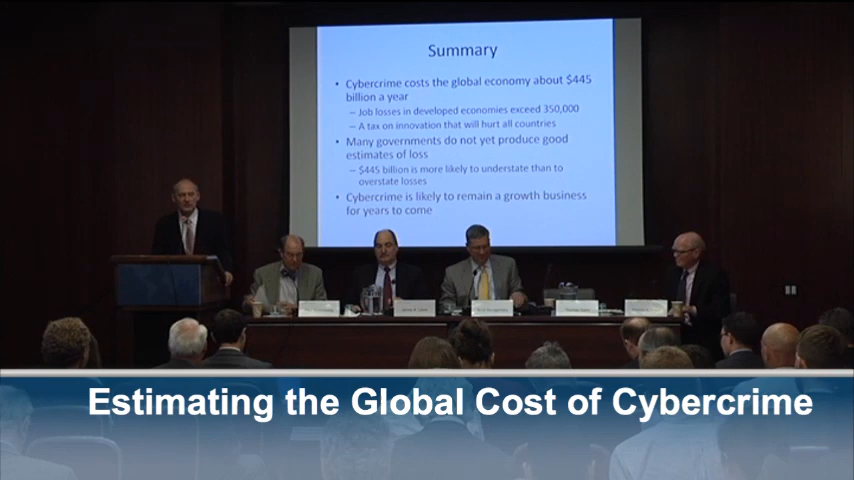 Summary
• Cybercrime costs the global economy about $445
billion a year
– Job losses in developed economies exceed 350,000
– A tax on innovation that will hurt all countries
• Many governments do not yet produce good
estimates of loss
– $445 billion is more likely to understate than to
overstate losses
• Cybercrime is likely to remain a growth business
for years to come
Estimating the Global Cost of Cybercrime